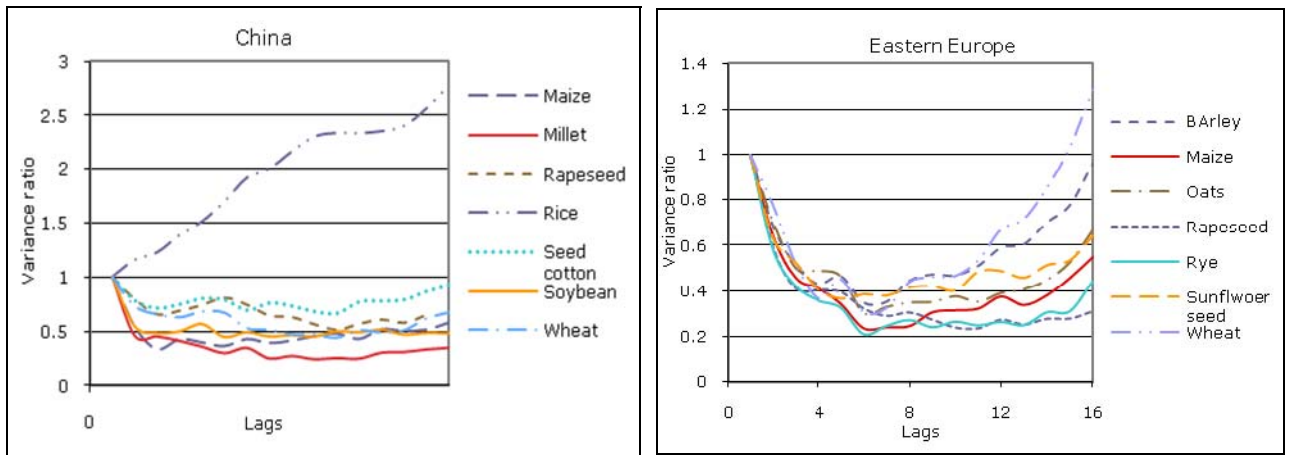 China
3
2.5
2
1.5
1
0.5
0
Variance ratio
0
Lags
Maize
Millet
Rapeseed
Rice
Seed
cotton
Soybean
Wheat
Eastern Europe
1.4
1.2
1
0.8
0.6
0.4
0.2
0
Variance ratio
0
4
8
12
16
Lags
BArley
Maize
Oats
Rapeseed
Rye
Sunflwoer
seed
Wheat